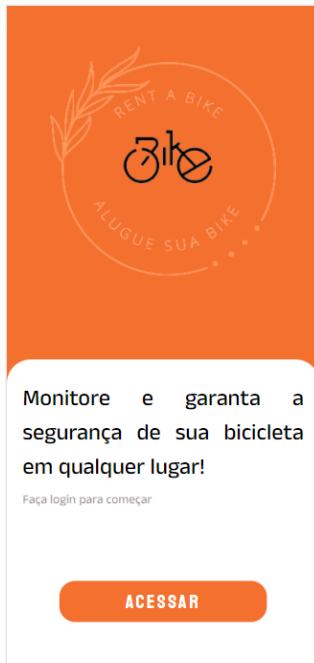 RENT A BIKE
Bike
ALUGUE SUA BIKE
Monitore e garanta a
segurança de sua bicicleta
em qualquer lugar!
Faça login para começar
ACESSAR